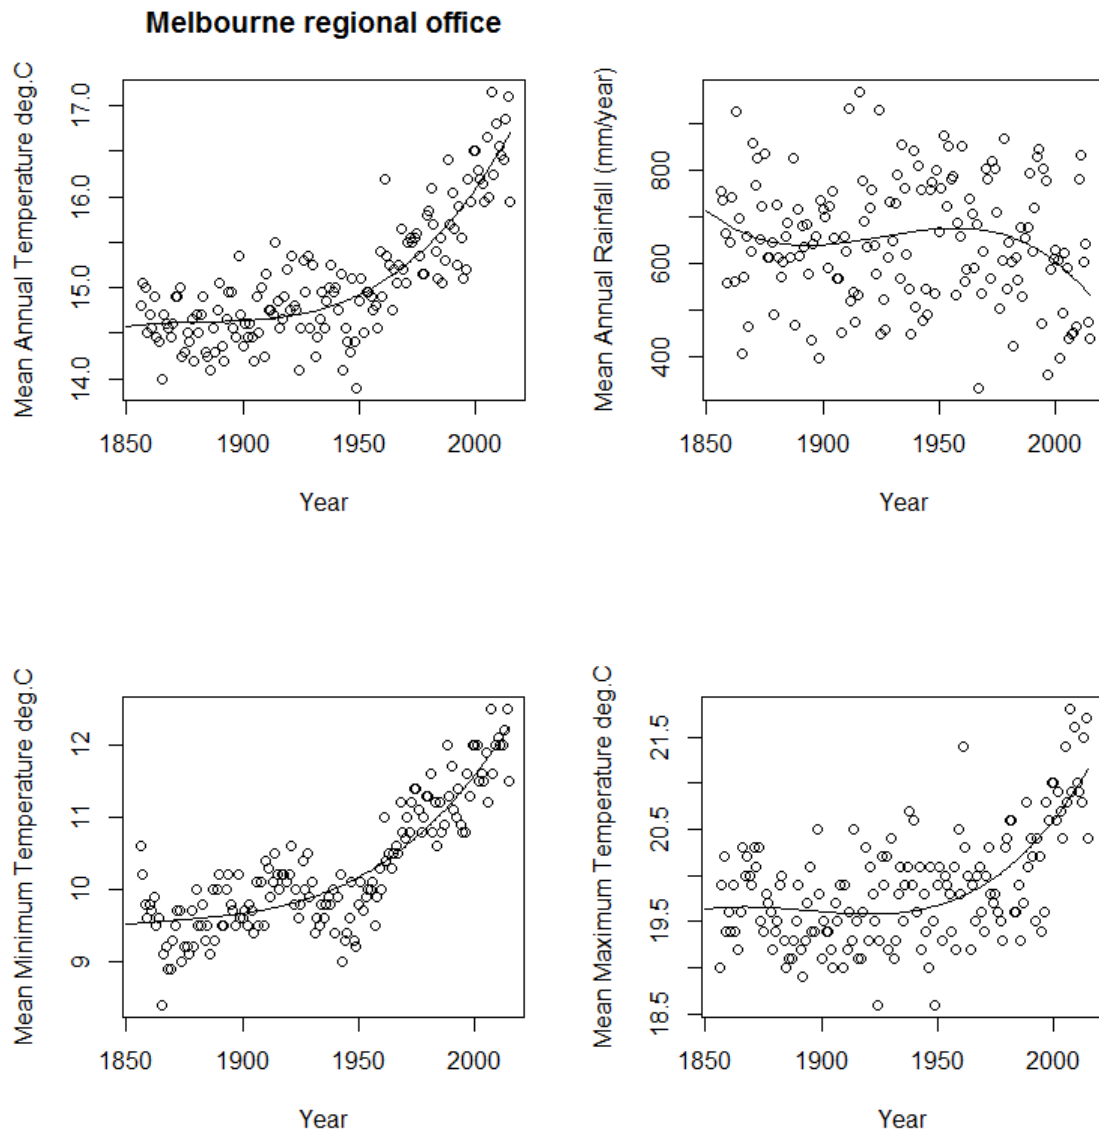 Melbourne regional office
Mean Annual Temperature deg.C
17.0
16.0
15.0
14.0
1850 1900 1950 2000
Year
Mean Annual Rainfall (mm/year)
800
600
400
1850 1900 1950 2000
Year
Mean Minimum Temperature deg.C
12
11
10
9
1850 1900 1950 2000
Year
Mean Maximum Temperature deg.C
21.5
20.5
19.5
18.5
1850 1900 1950 2000
Year